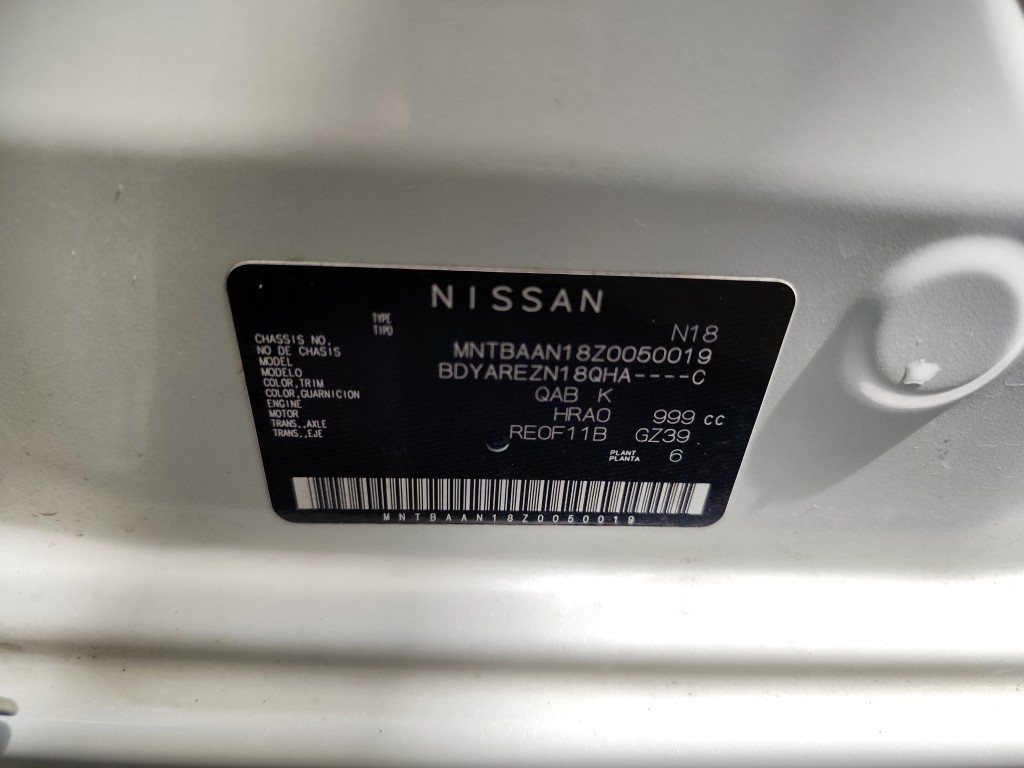 NISSAN
TYPE N18
TIPO
CHASSIS NO. MNTBAAN18Z0050019
NO DE CHASIS
MODEL BDYAREZN18QHA----C
MODELO
COLOR,TRIM QAB K
COLOR,GUARNICION
ENGINE HRA0 999 cc
MOTOR
TRANS.,AXLE RE0F11B GZ39
TRANS.,EJE
PLANT 6
PLANTA
MNTBAAN18Z0050019